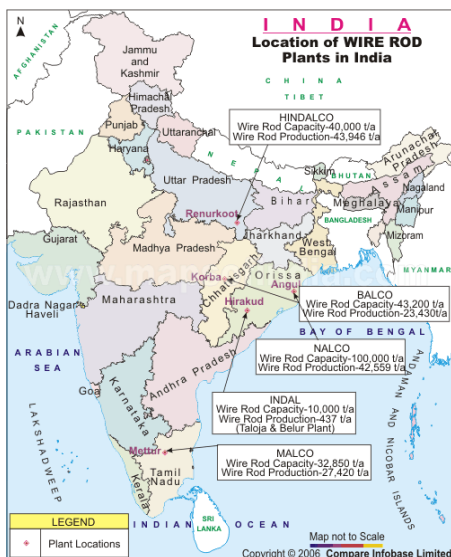 INDIA
Location of WIRE ROD
Plants in India
N
AFGHANISTAN
Jammu
and
Kashmir
CHINA
TIBET
Himachal
Pradesh
PAKISTAN
Punjab
Uttaranchal
Haryana
HINDALCO
Wire Rod Capacity-40,000 t/a
Wire Rod Production-43,946 t/a
NEPAL
Sikkim
BHUTAN
Arunachal
Pradesh
Assam
Nagaland
Meghalaya
Manipur
BANGLADESH
Mizoram
MYANMAR
Rajasthan
Uttar Pradesh
Renurkoot
Bihar
Jharkhand
West
Bengal
Gujarat
Madhya Pradesh
Korba
Chhattisgarh
Orissa
Angul
Hirakud
Dadra Nagar
Haveli
Maharashtra
BALCO
Wire Rod Capacity-43,200 t/a
Wire Rod Production-23,430t/a
BAY OF BENGAL
ARABIAN
SEA
NALCO
Wire Rod Capacity-100,000 t/a
Wire Rod Production-42,559 t/a
Andhra Pradesh
Goa
Karnataka
INDAL
Wire Rod Capacity-10,000 t/a
Wire Rod Production-437 t/a
(Taloja & Belur Plant)
ANDAMAN AND NICOBAR ISLANDS
LAKSHADWEEP
Mettur
MALCO
Wire Rod Capacity-32,850 t/a
Wire Rod Production-27,420 t/a
Tamil
Nadu
Kerala
SRI
LANKA
INDIAN OCEAN
LEGEND
Plant Locations
Map not to Scale
Copyright © 2006 Compare Infobase Limited